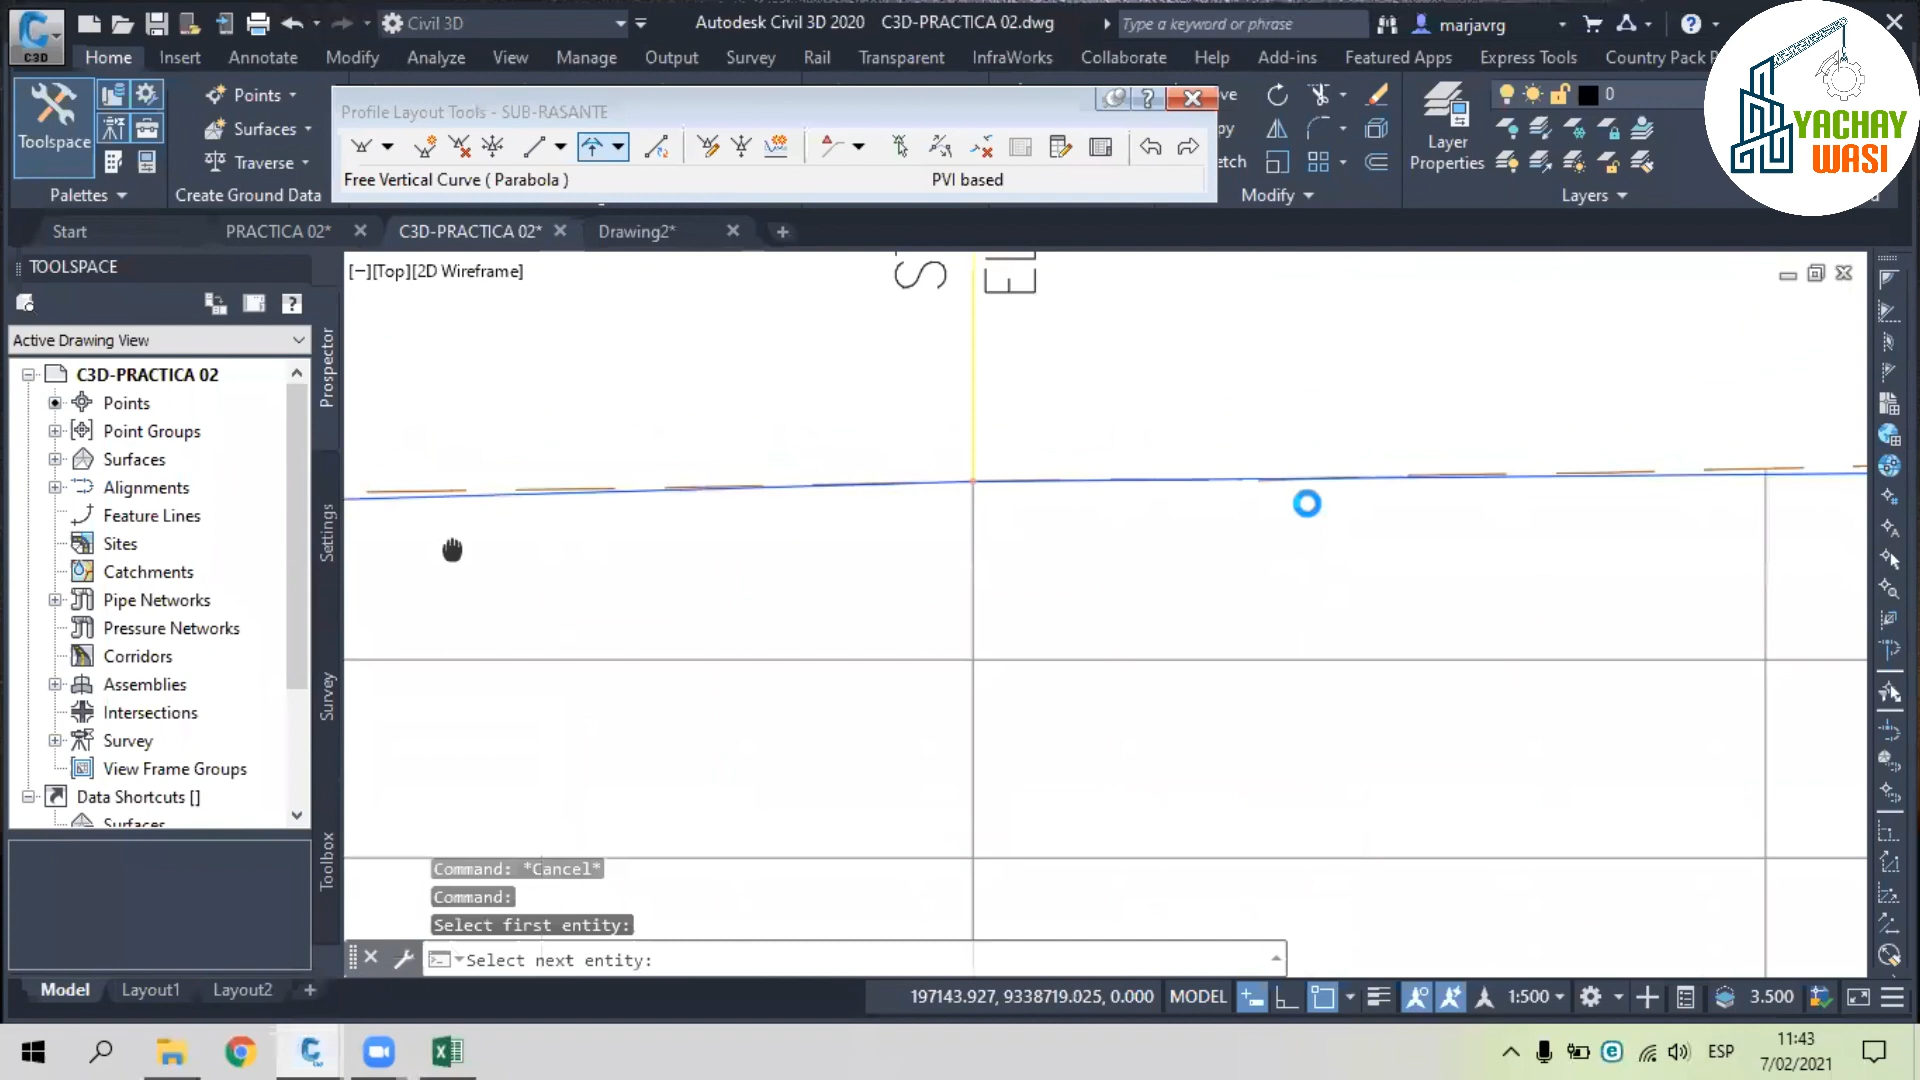 Civil 3D
Autodesk Civil 3D 2020 C3D-PRACTICA 02.dwg
Type a keyword or phrase
marjavrg
C3D
Home Insert Annotate Modify Analyze View Manage Output Survey Rail Transparent InfraWorks Collaborate Help Add-ins Featured Apps Express Tools Country Pack
Toolspace
Points
Surfaces
Traverse
Palettes
Create Ground Data
Profile Layout Tools - SUB-RASANTE
Free Vertical Curve ( Parabola )
PVI based
Modify
Layer
Properties
0
Layers
YACHAY
WASI
Start
PRACTICA 02*
C3D-PRACTICA 02*
Drawing2*
TOOLSPACE
[−][Top][2D Wireframe]
Active Drawing View
C3D-PRACTICA 02
Points
Point Groups
Surfaces
Alignments
Feature Lines
Sites
Catchments
Pipe Networks
Pressure Networks
Corridors
Assemblies
Intersections
Survey
View Frame Groups
Data Shortcuts []
Surfaces
Prospector
Settings
Survey
Toolbox
Command: *Cancel*
Command:
Select first entity:
Select next entity:
Model Layout1 Layout2 +
197143.927, 9338719.025, 0.000 MODEL
1:500
3.500
ESP
11:43
7/02/2021